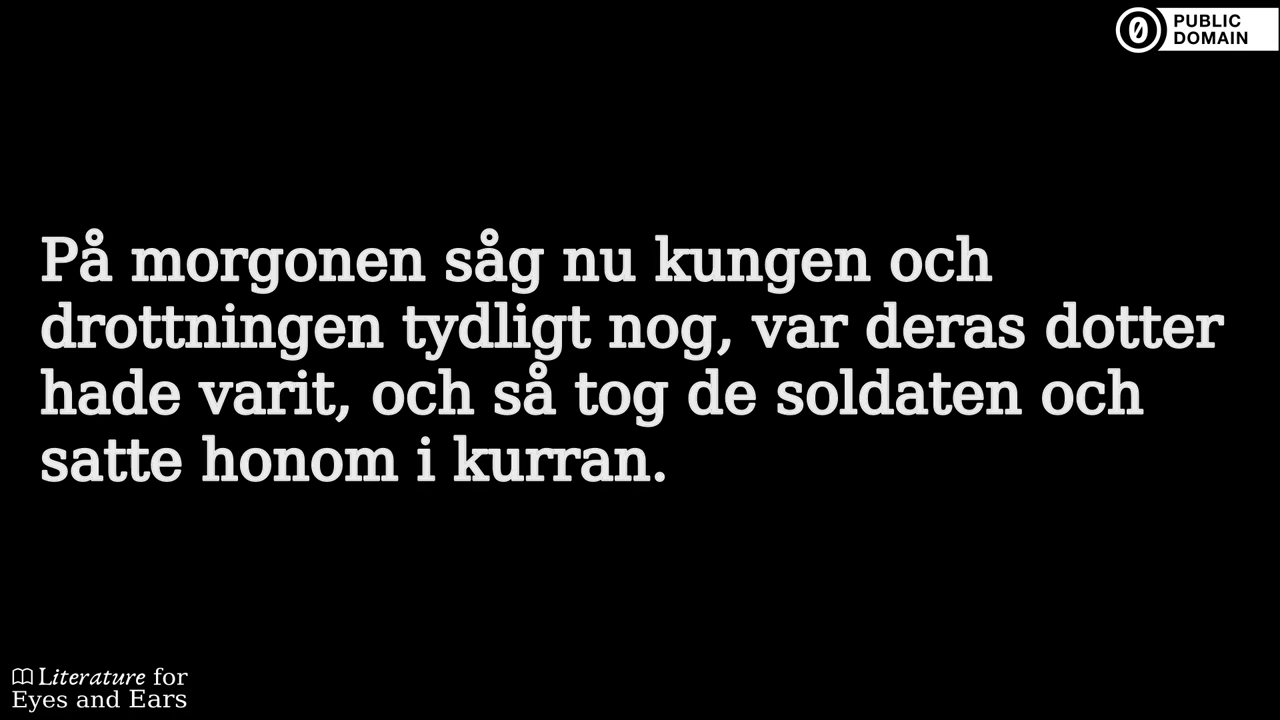 PUBLIC
DOMAIN
På morgonen såg nu kungen och
drottningen tydligt nog, var deras dotter
hade varit, och så tog de soldaten och
satte honom i kurran.
Literature for
Eyes and Ears